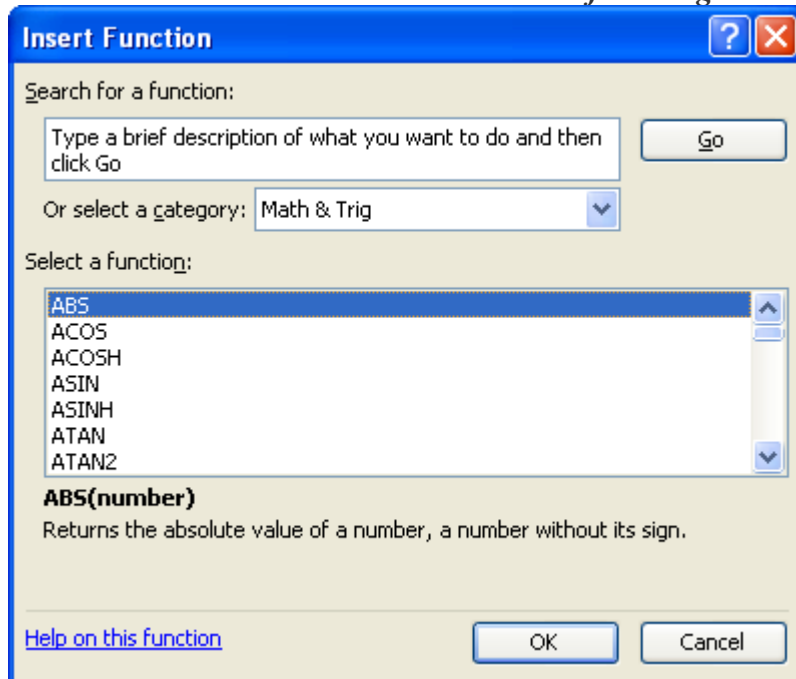 Insert Function
Search for a function:
Type a brief description of what you want to do and then
click Go
Go
Or select a category: Math & Trig
Select a function:
ABS
ACOS
ACOSH
ASIN
ASINH
ATAN
ATAN2
ABS(number)
Returns the absolute value of a number, a number without its sign.
Help on this function
OK Cancel